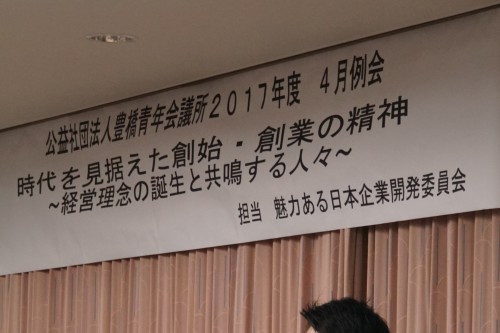 公益社団法人豊橋青年会議所2017年度 4月例会
時代を見据えた創始・創業の精神
~経営理念の誕生と共鳴する人々~
担当 魅力ある日本企業開発委員会